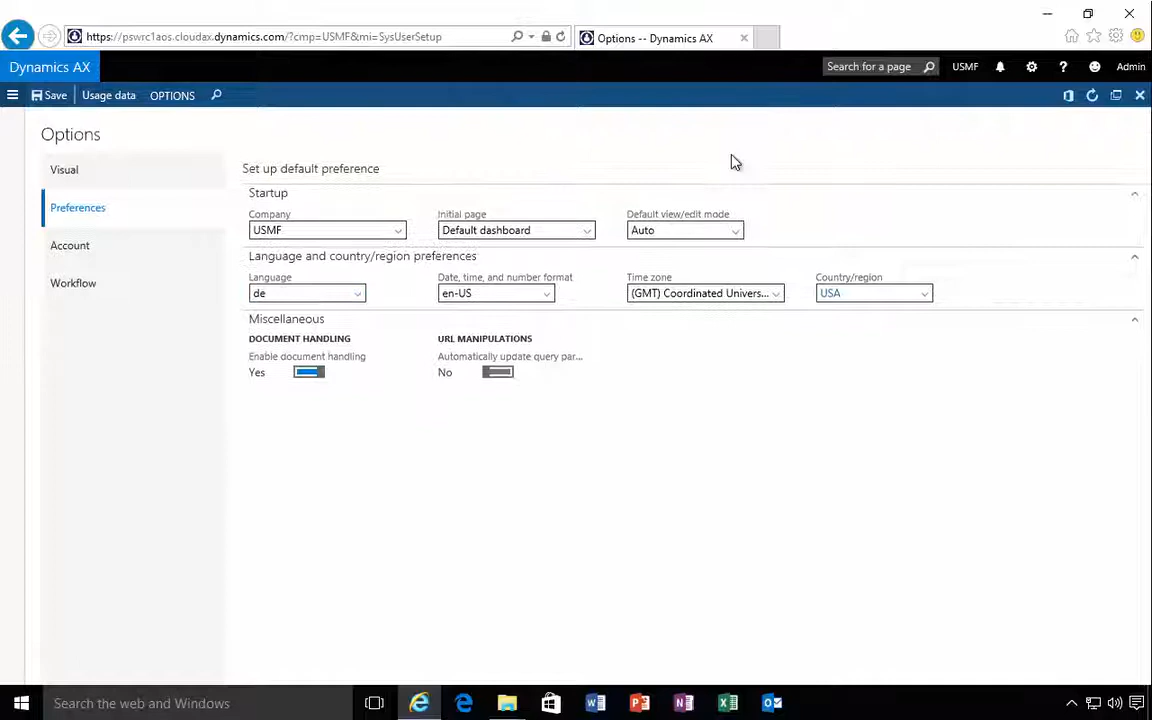 https://pswrc1aos.cloudax.dynamics.com/?cmp=USMF&mi=SysUserSetup
Options -- Dynamics AX
Dynamics AX
Search for a page
USMF
?
Admin
Save
Usage data
OPTIONS
Options
Visual
Preferences
Account
Workflow
Set up default preference
Startup
Company
Initial page
Default view/edit mode
USMF
Default dashboard
Auto
Language and country/region preferences
Language
Date, time, and number format
Time zone
Country/region
de
en-US
(GMT) Coordinated Univers...
USA
Miscellaneous
DOCUMENT HANDLING
URL MANIPULATIONS
Enable document handling
Automatically update query par...
Yes
No
Search the web and Windows